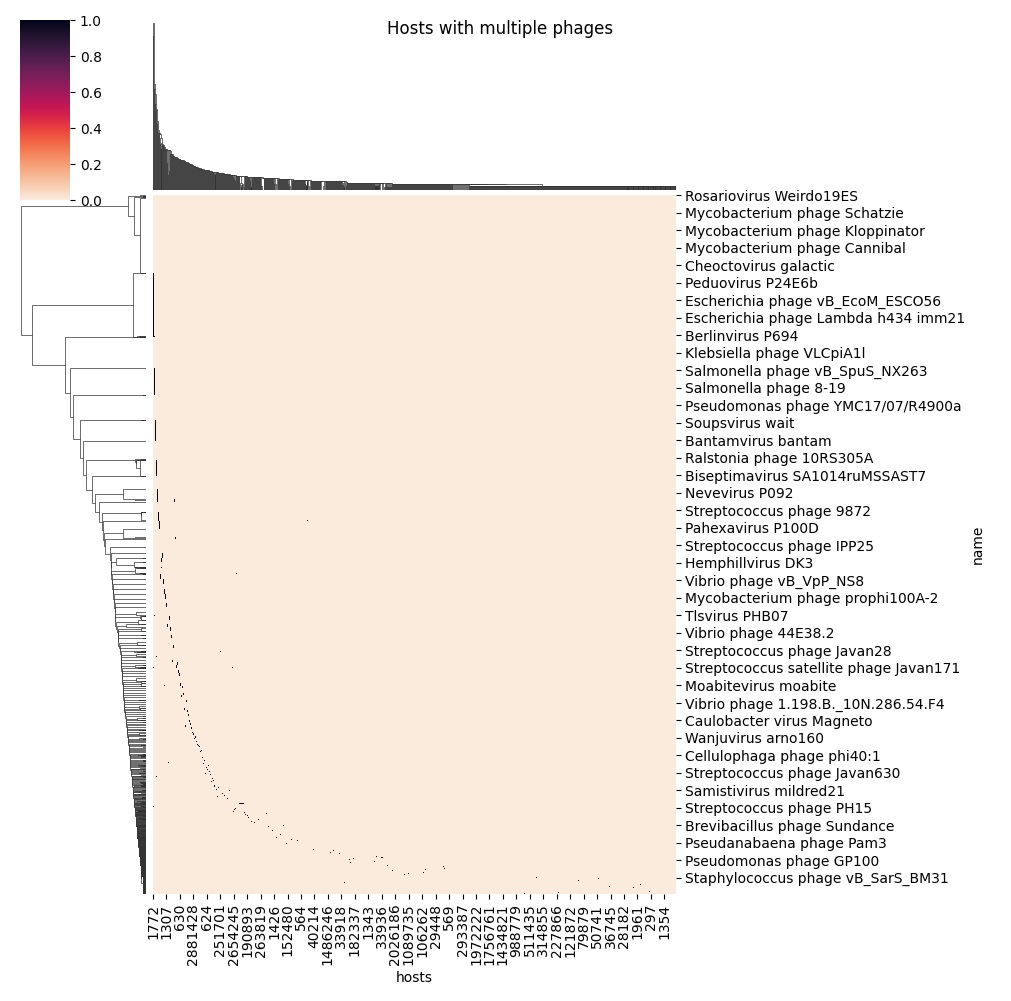 Hosts with multiple phages
1.0
0.8
0.6
0.4
0.2
0.0
Rosariovirus Weirdo19ES
Mycobacterium phage Schatzie
Mycobacterium phage Kloppinator
Mycobacterium phage Cannibal
Cheoctovirus galactic
Peduovirus P24E6b
Escherichia phage vB_EcoM_ESCO56
Escherichia phage Lambda h434 imm21
Berlinvirus P694
Klebsiella phage VLCpiA1l
Salmonella phage vB_SpuS_NX263
Salmonella phage 8-19
Pseudomonas phage YMC17/07/R4900a
Soupsvirus wait
Bantamvirus bantam
Ralstonia phage 10RS305A
Biseptimavirus SA1014ruMSSAST7
Nevevirus P092
Streptococcus phage 9872
Pahexavirus P100D
Streptococcus phage IPP25
Hemphillvirus DK3
Vibrio phage vB_VpP_NS8
Mycobacterium phage prophi100A-2
Tlsvirus PHB07
Vibrio phage 44E38.2
Streptococcus phage Javan28
Streptococcus satellite phage Javan171
Moabitevirus moabite
Vibrio phage 1.198.B._10N.286.54.F4
Caulobacter virus Magneto
Wanjuvirus arno160
Cellulophaga phage phi40:1
Streptococcus phage Javan630
Samistivirus mildred21
Streptococcus phage PH15
Brevibacillus phage Sundance
Pseudanabaena phage Pam3
Pseudomonas phage GP100
Staphylococcus phage vB_SarS_BM31
name
1772
1307
630
2881428
624
251701
2654245
190893
263819
1426
152480
564
40214
1486246
33918
182337
1343
33936
2026186
1089735
106262
29448
569
293387
1972222
1756761
1434821
988779
511435
314855
227866
121872
79879
50741
36745
28182
1961
297
1354
hosts